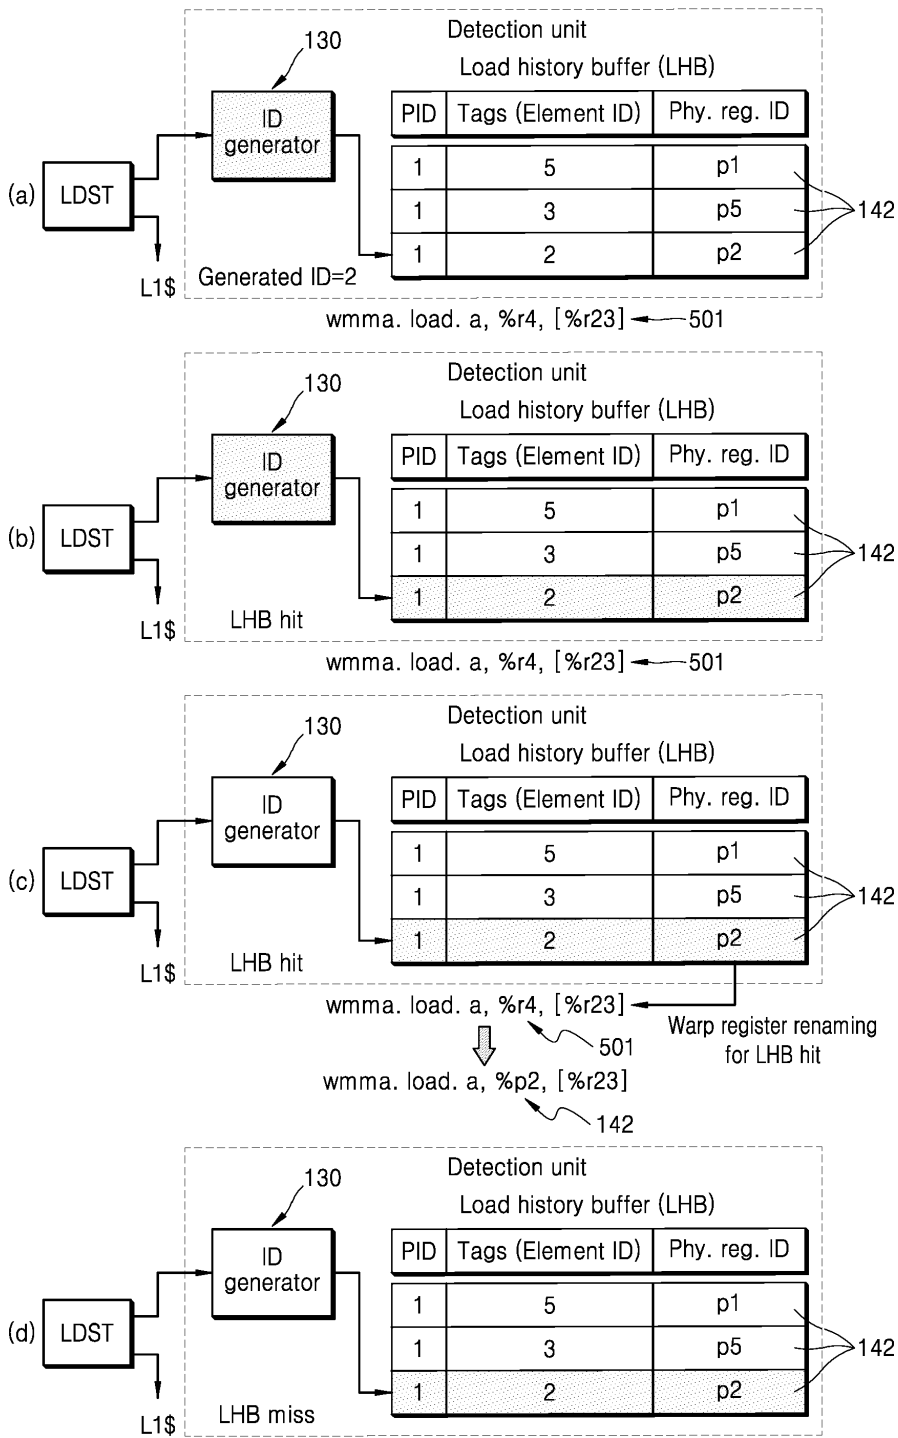 Detection unit
130
Load history buffer (LHB)
ID generator
PID Tags (Element ID) Phy. reg. ID
1 5 p1
(a) LDST
1 3 p5
142
1 2 p2
L1$
Generated ID=2
wmma. load. a, %r4, [%r23]
501
Detection unit
130
Load history buffer (LHB)
ID generator
PID Tags (Element ID) Phy. reg. ID
1 5 p1
(b) LDST
1 3 p5
142
1 2 p2
L1$
LHB hit
wmma. load. a, %r4, [%r23]
501
Detection unit
130
Load history buffer (LHB)
ID generator
PID Tags (Element ID) Phy. reg. ID
1 5 p1
(c) LDST
1 3 p5
142
1 2 p2
L1$
LHB hit
wmma. load. a, %r4, [%r23]
501
Warp register renaming
for LHB hit
wmma. load. a, %p2, [%r23]
142
Detection unit
130
Load history buffer (LHB)
ID generator
PID Tags (Element ID) Phy. reg. ID
1 5 p1
(d) LDST
1 3 p5
142
1 2 p2
L1$
LHB miss